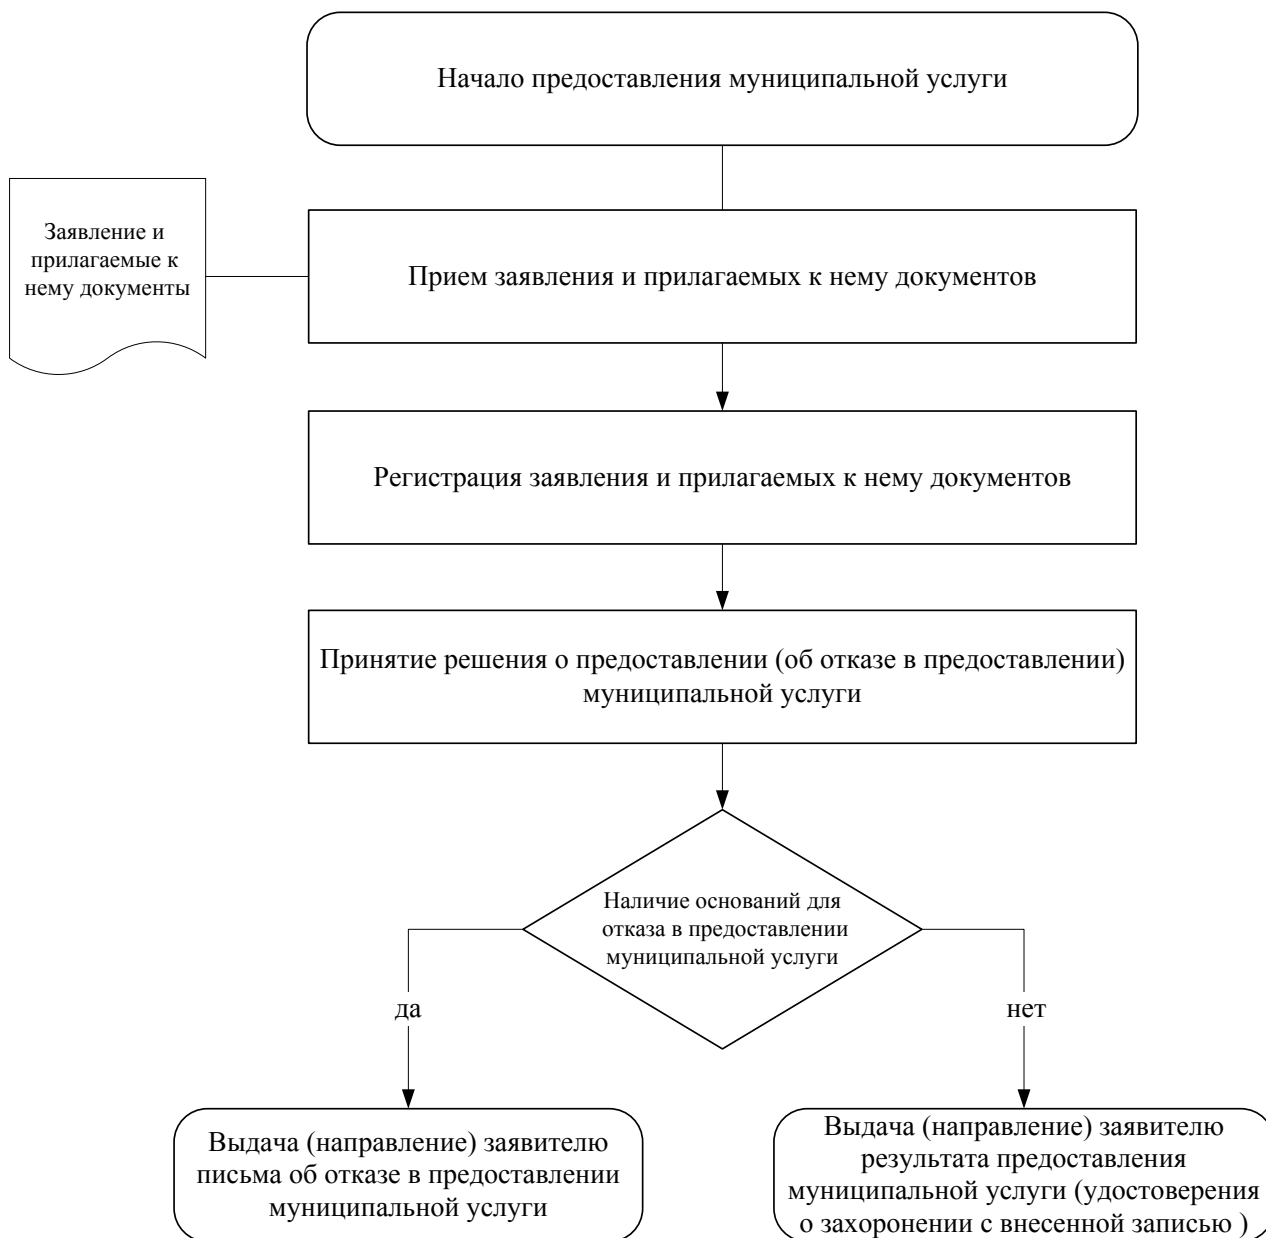 Начало предоставления муниципальной услуги
Заявление и
прилагаемые к
нему документы
Прием заявления и прилагаемых к нему документов
Регистрация заявления и прилагаемых к нему документов
Принятие решения о предоставлении (об отказе в предоставлении)
муниципальной услуги
Наличие оснований для
отказа в предоставлении
муниципальной услуги
да
нет
Выдача (направление) заявителю
письма об отказе в предоставлении
муниципальной услуги
Выдача (направление) заявителю
результата предоставления
муниципальной услуги (удостоверения
о захоронении с внесенной записью )